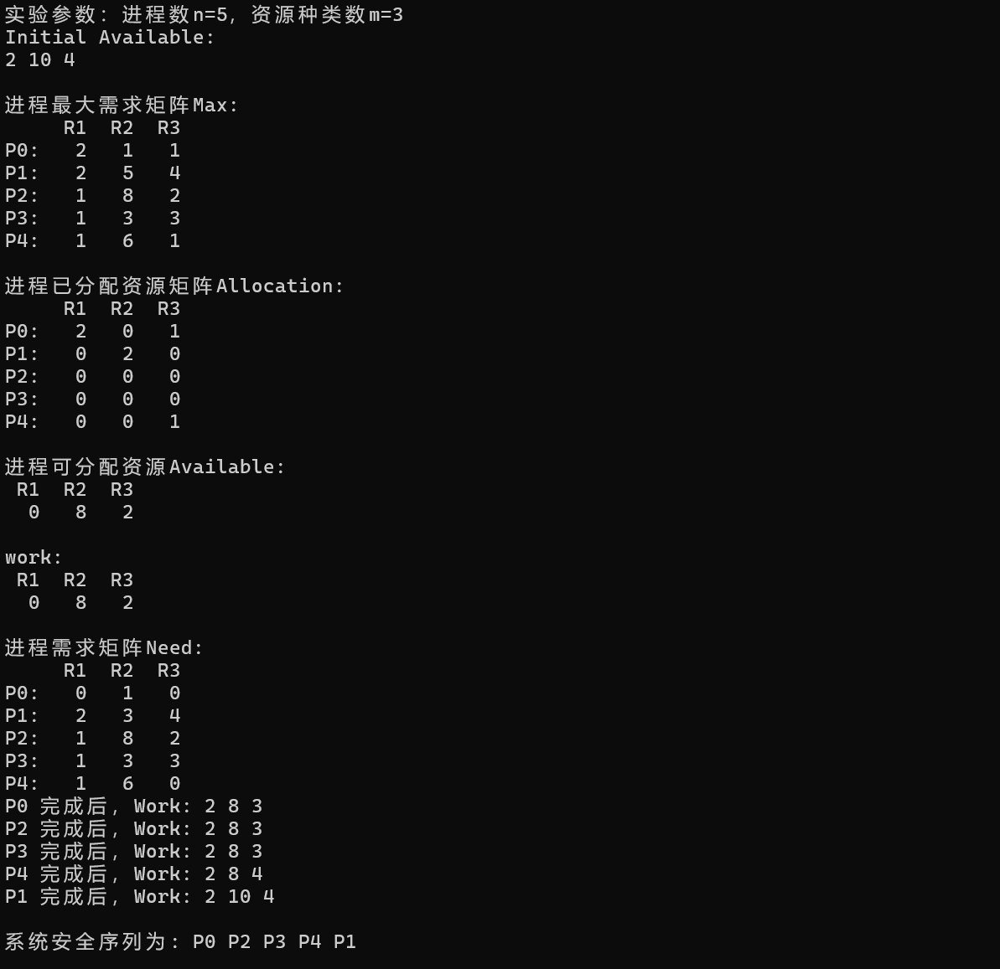 实验参数：进程数n=5，资源种类数m=3
Initial Available:
2 10 4
进程最大需求矩阵Max:
R1 R2 R3
P0: 2 1 1
P1: 2 5 4
P2: 1 8 2
P3: 1 3 3
P4: 1 6 1
进程已分配资源矩阵Allocation:
R1 R2 R3
P0: 2 0 1
P1: 0 2 0
P2: 0 0 0
P3: 0 0 0
P4: 0 0 1
进程可分配资源Available:
R1 R2 R3
0 8 2
work:
R1 R2 R3
0 8 2
进程需求矩阵Need:
R1 R2 R3
P0: 0 1 0
P1: 2 3 4
P2: 1 8 2
P3: 1 3 3
P4: 1 6 0
P0 完成后，Work: 2 8 3
P2 完成后，Work: 2 8 3
P3 完成后，Work: 2 8 3
P4 完成后，Work: 2 8 4
P1 完成后，Work: 2 10 4
系统安全序列为：P0 P2 P3 P4 P1